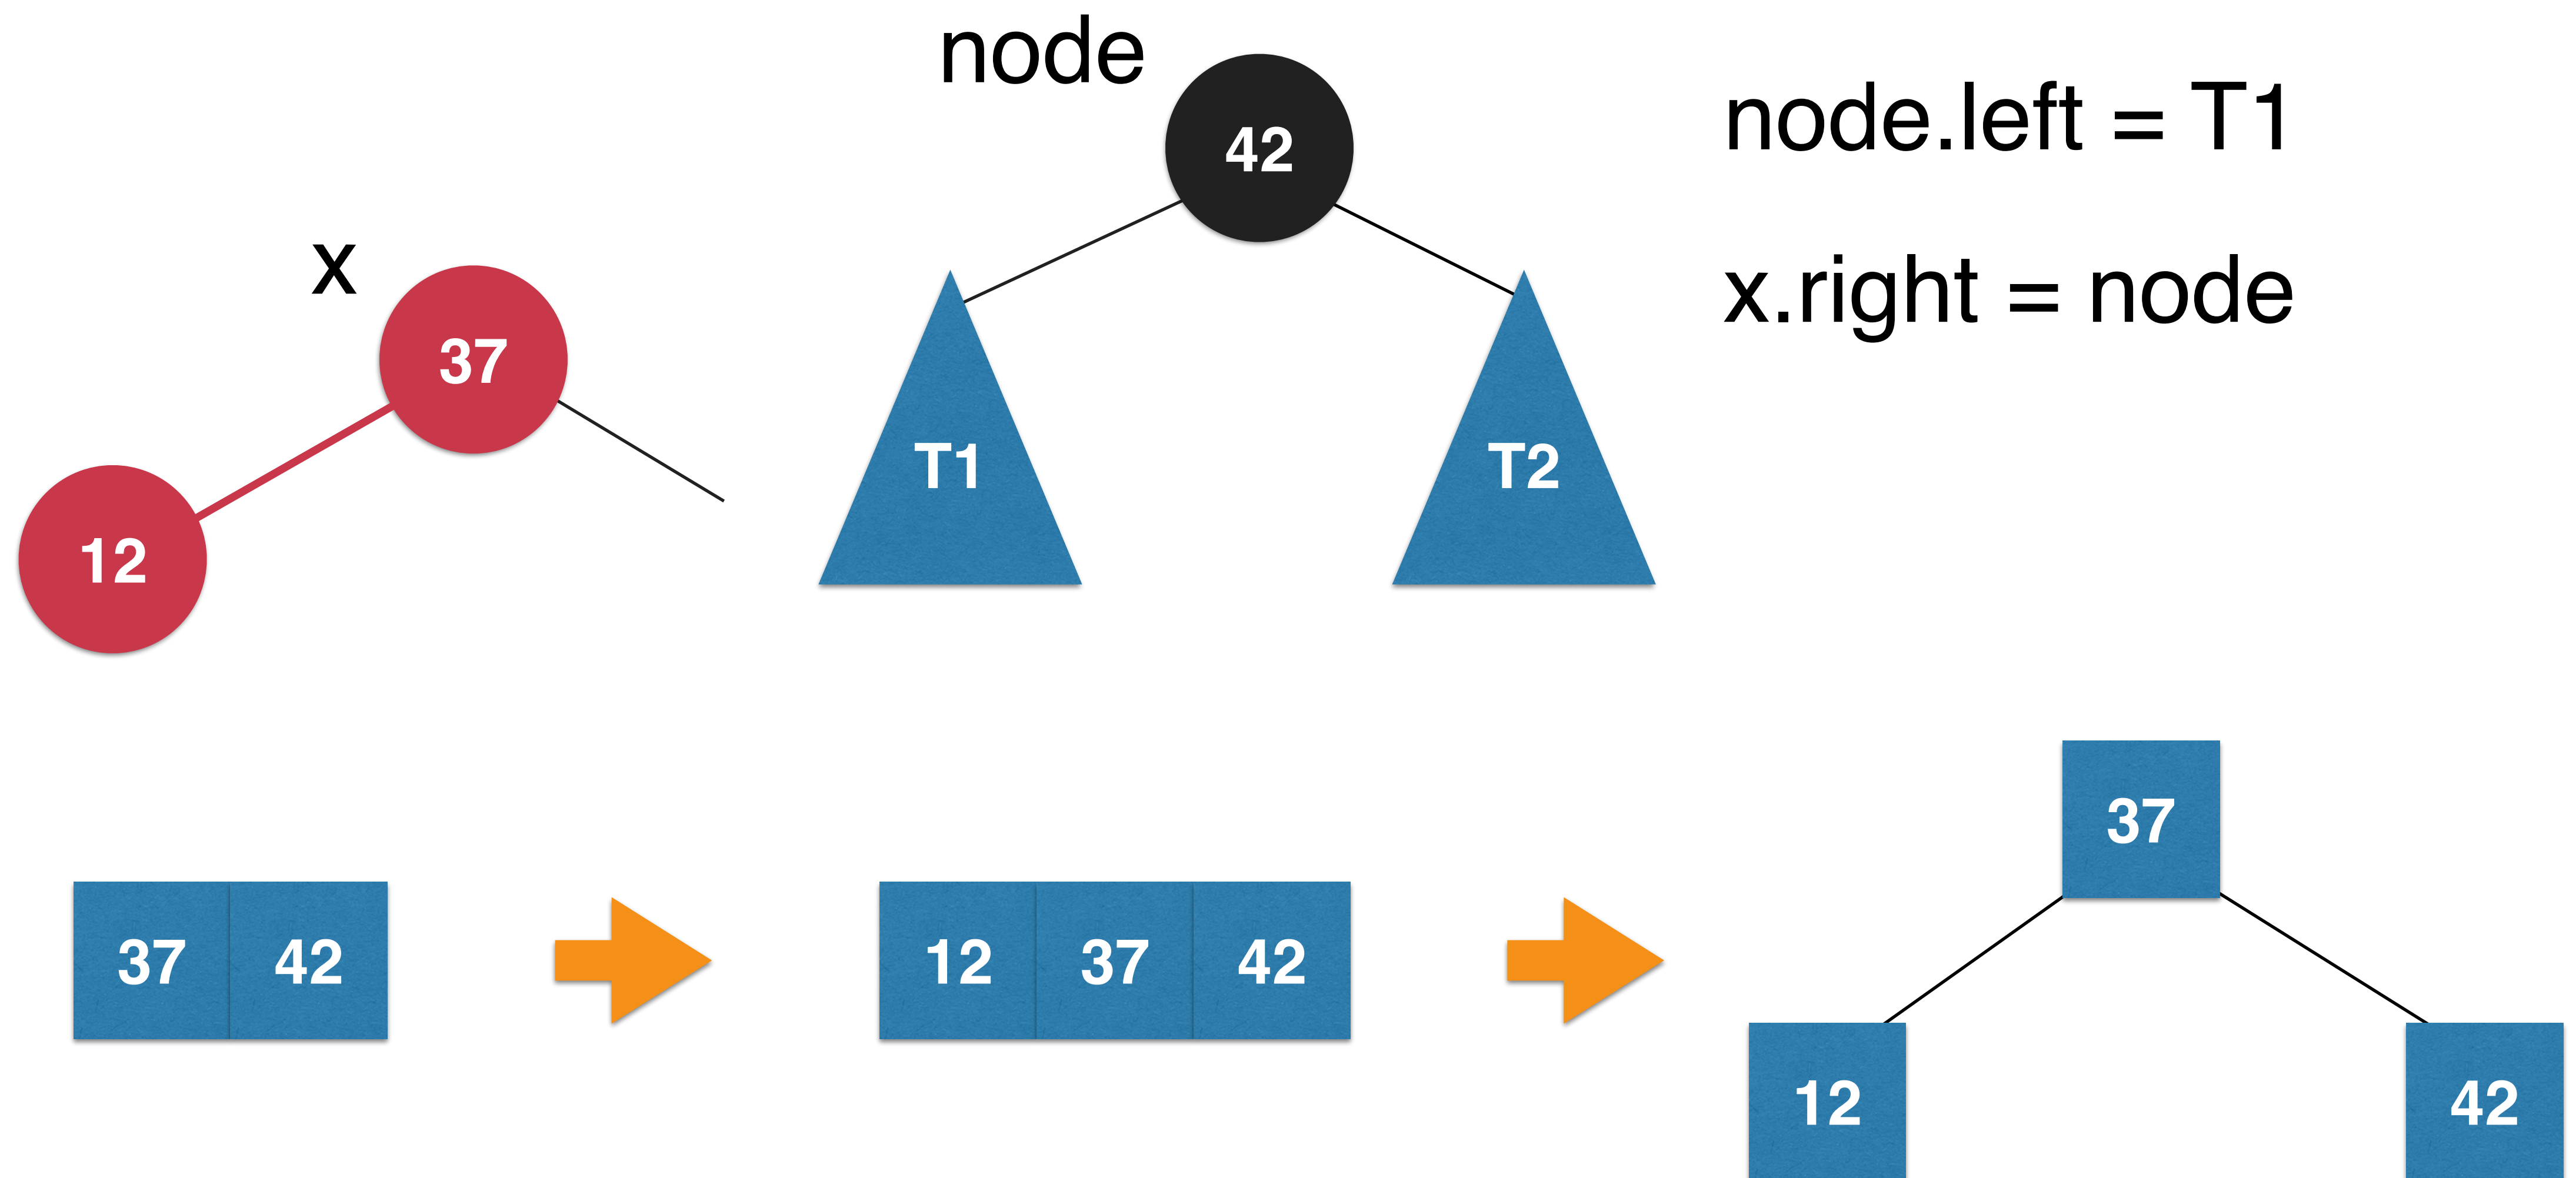 node
42
node.left = T1
x
37
x.right = node
T1
T2
12
37
37 42
12 37 42
12
42